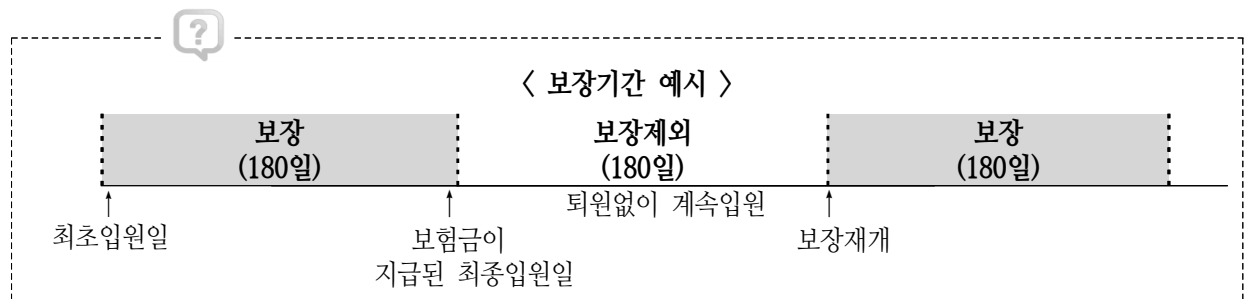 ?
〈 보장기간 예시 〉
보장 보장제외 보장
(180일) (180일) (180일)
퇴원없이 계속입원
최초입원일 보험금이 보장재개
지급된 최종입원일